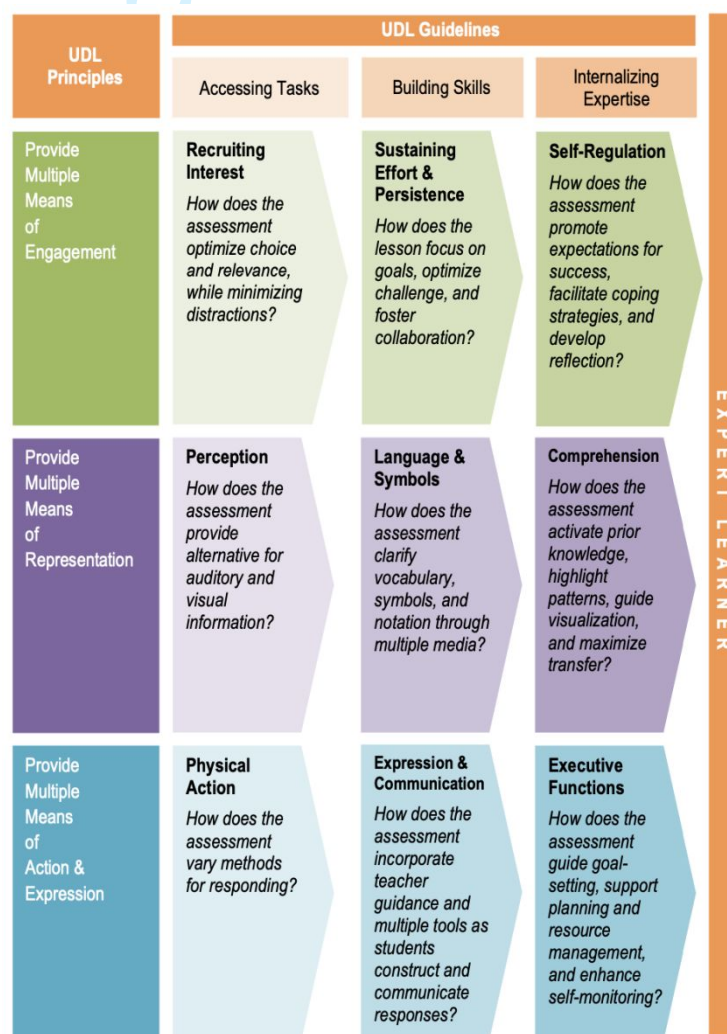 UDL
Principles
UDL Guidelines
Accessing Tasks
Building Skills
Internalizing
Expertise
Provide
Multiple
Means
of
Engagement
Recruiting
Interest
How does the
assessment
optimize choice
and relevance,
while minimizing
distractions?
Sustaining
Effort &
Persistence
How does the
lesson focus on
goals, optimize
challenge, and
foster
collaboration?
Self-Regulation
How does the
assessment
promote
expectations for
success,
facilitate coping
strategies, and
develop
reflection?
Provide
Multiple
Means
of
Representation
Perception
How does the
assessment
provide
alternative for
auditory and
visual
information?
Language &
Symbols
How does the
assessment
clarify
vocabulary,
symbols, and
notation through
multiple media?
Comprehension
How does the
assessment
activate prior
knowledge,
highlight
patterns, guide
visualization,
and maximize
transfer?
Provide
Multiple
Means
of
Action &
Expression
Physical
Action
How does the
assessment
vary methods
for responding?
Expression &
Communication
How does the
assessment
incorporate
teacher
guidance and
multiple tools as
students
construct and
communicate
responses?
Executive
Functions
How does the
assessment
guide goal-
setting, support
planning and
resource
management,
and enhance
self-monitoring?
EXPERT LEARNER